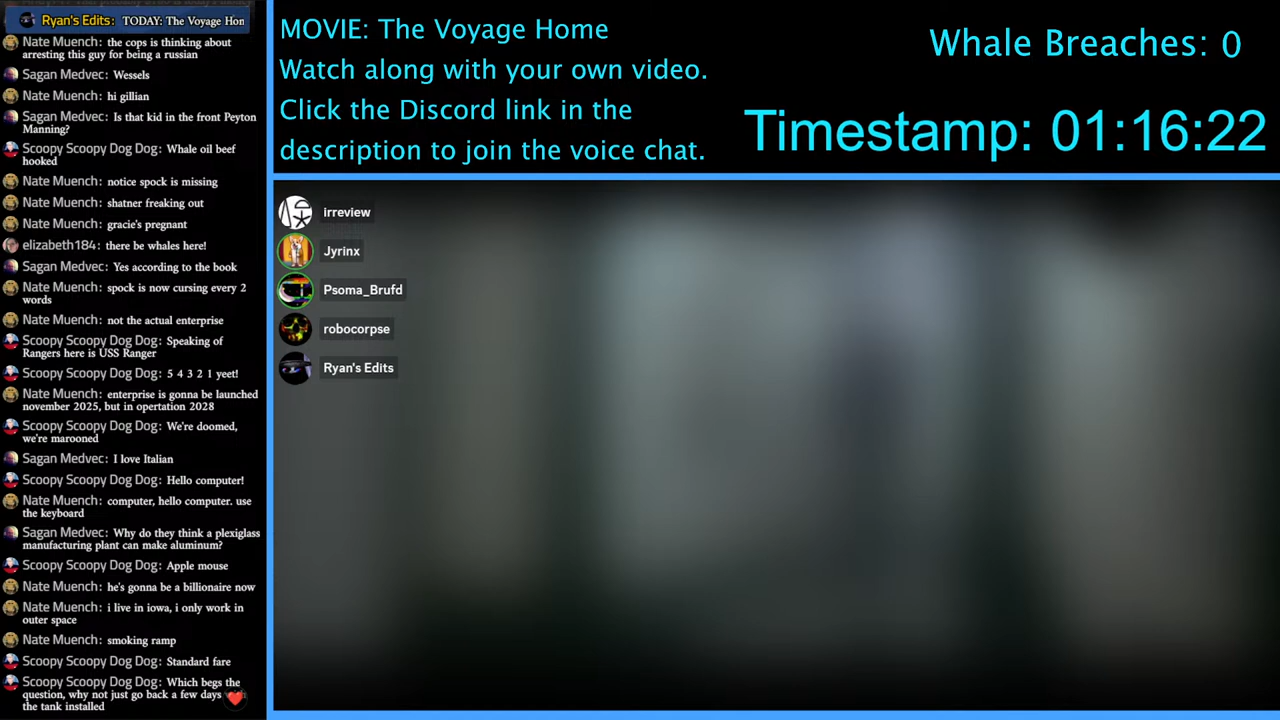 Ryan's Edits: TODAY: The Voyage Hon
Nate Muench: the cops is thinking about
arresting this guy for being a russian
Sagan Medvec: Wessels
Nate Muench: hi gillian
Sagan Medvec: Is that kid in the front Peyton
Manning?
Scoopy Scoopy Dog Dog: Whale oil beef
hooked
Nate Muench: notice spock is missing
Nate Muench: shatner freaking out
Nate Muench: gracie's pregnant
elizabeth184: there be whales here!
Sagan Medvec: Yes according to the book
Nate Muench: spock is now cursing every 2
words
Nate Muench: not the actual enterprise
Scoopy Scoopy Dog Dog: Speaking of
Rangers here is USS Ranger
Scoopy Scoopy Dog Dog: 5 4 3 2 1 yeet!
Nate Muench: enterprise is gonna be launched
november 2025, but in opertation 2028
Scoopy Scoopy Dog Dog: We're doomed,
we're marooned
Sagan Medvec: I love Italian
Scoopy Scoopy Dog Dog: Hello computer!
Nate Muench: computer, hello computer. use
the keyboard
Sagan Medvec: Why do they think a plexiglass
manufacturing plant can make aluminum?
Scoopy Scoopy Dog Dog: Apple mouse
Nate Muench: he's gonna be a billionaire now
Nate Muench: i live in iowa, i only work in
outer space
Nate Muench: smoking ramp
Scoopy Scoopy Dog Dog: Standard fare
Scoopy Scoopy Dog Dog: Which begs the
question, why not just go back a few days
the tank installed
MOVIE: The Voyage Home
Watch along with your own video.
Click the Discord link in the
description to join the voice chat.
Whale Breaches: 0
Timestamp: 01:16:22
irreview
Jyrinx
Psoma_Brufd
robocorpse
Ryan's Edits